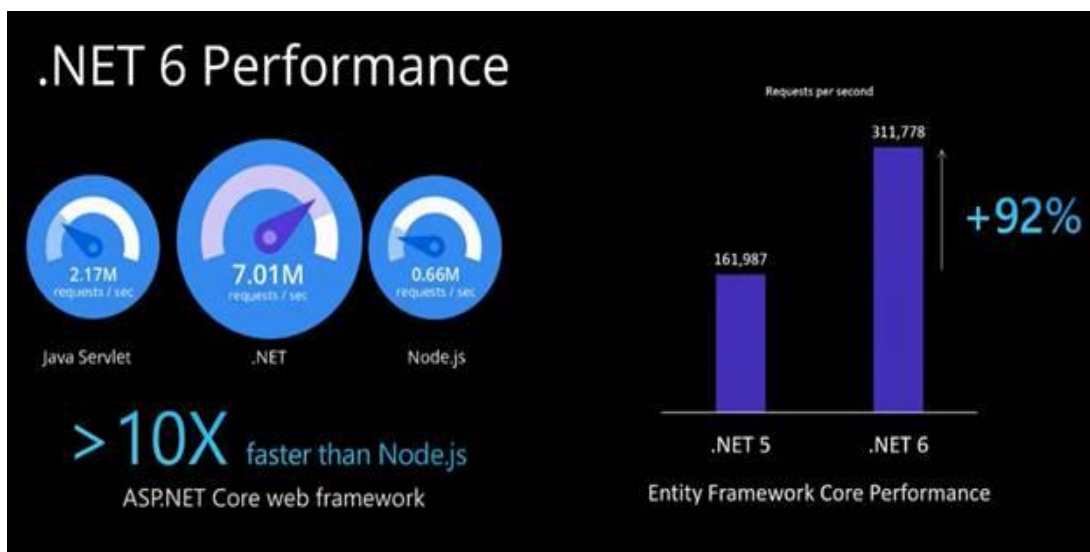 .NET 6 Performance
2.17M
requests / sec
Java Servlet
7.01M
requests / sec
.NET
0.66M
requests / sec
Node.js
>10X faster than Node.js
ASP.NET Core web framework
Requests per second
311,778
+92%
161,987
.NET 5
.NET 6
Entity Framework Core Performance